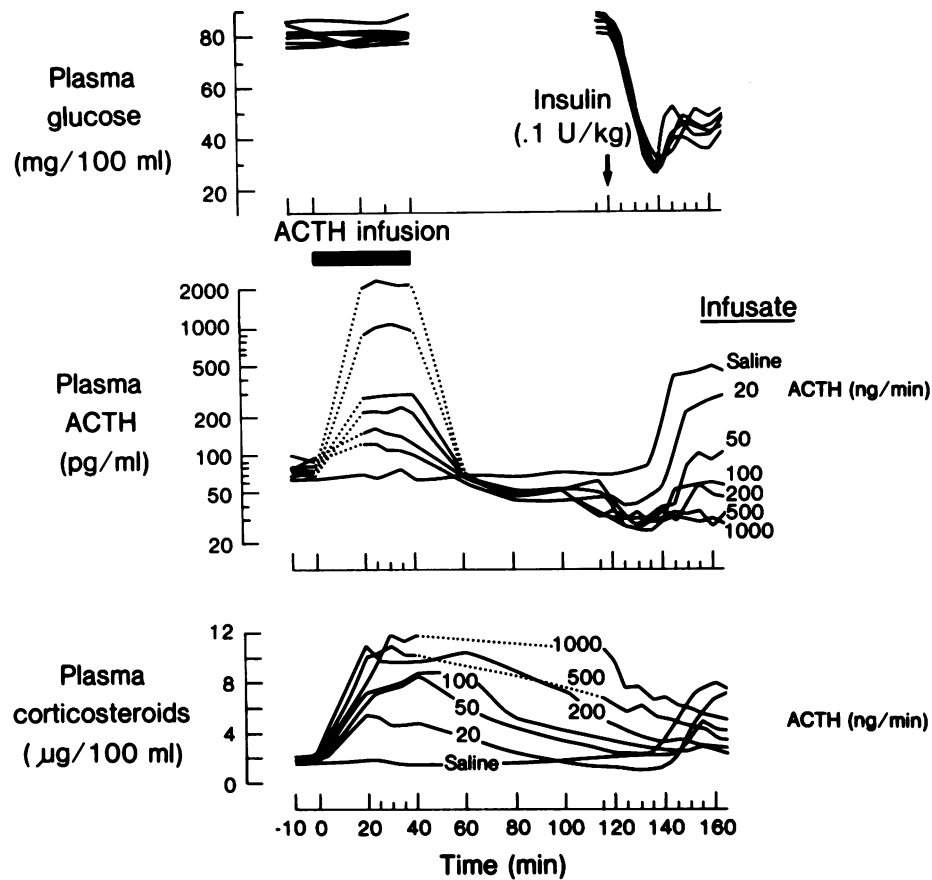 Plasma
glucose
(mg/100 ml)
80
60
40
20
Insulin
(.1 U/kg)
ACTH infusion
Plasma
ACTH
(pg/ml)
2000
1000
500
200
100
50
20
Infusate
Saline
20
ACTH (ng/min)
50
100
200
500
1000
Plasma
corticosteroids
(µg/100 ml)
12
8
4
0
1000
500
200
100
50
20
Saline
ACTH (ng/min)
-10 0 20 40 60 80 100 120 140 160
Time (min)